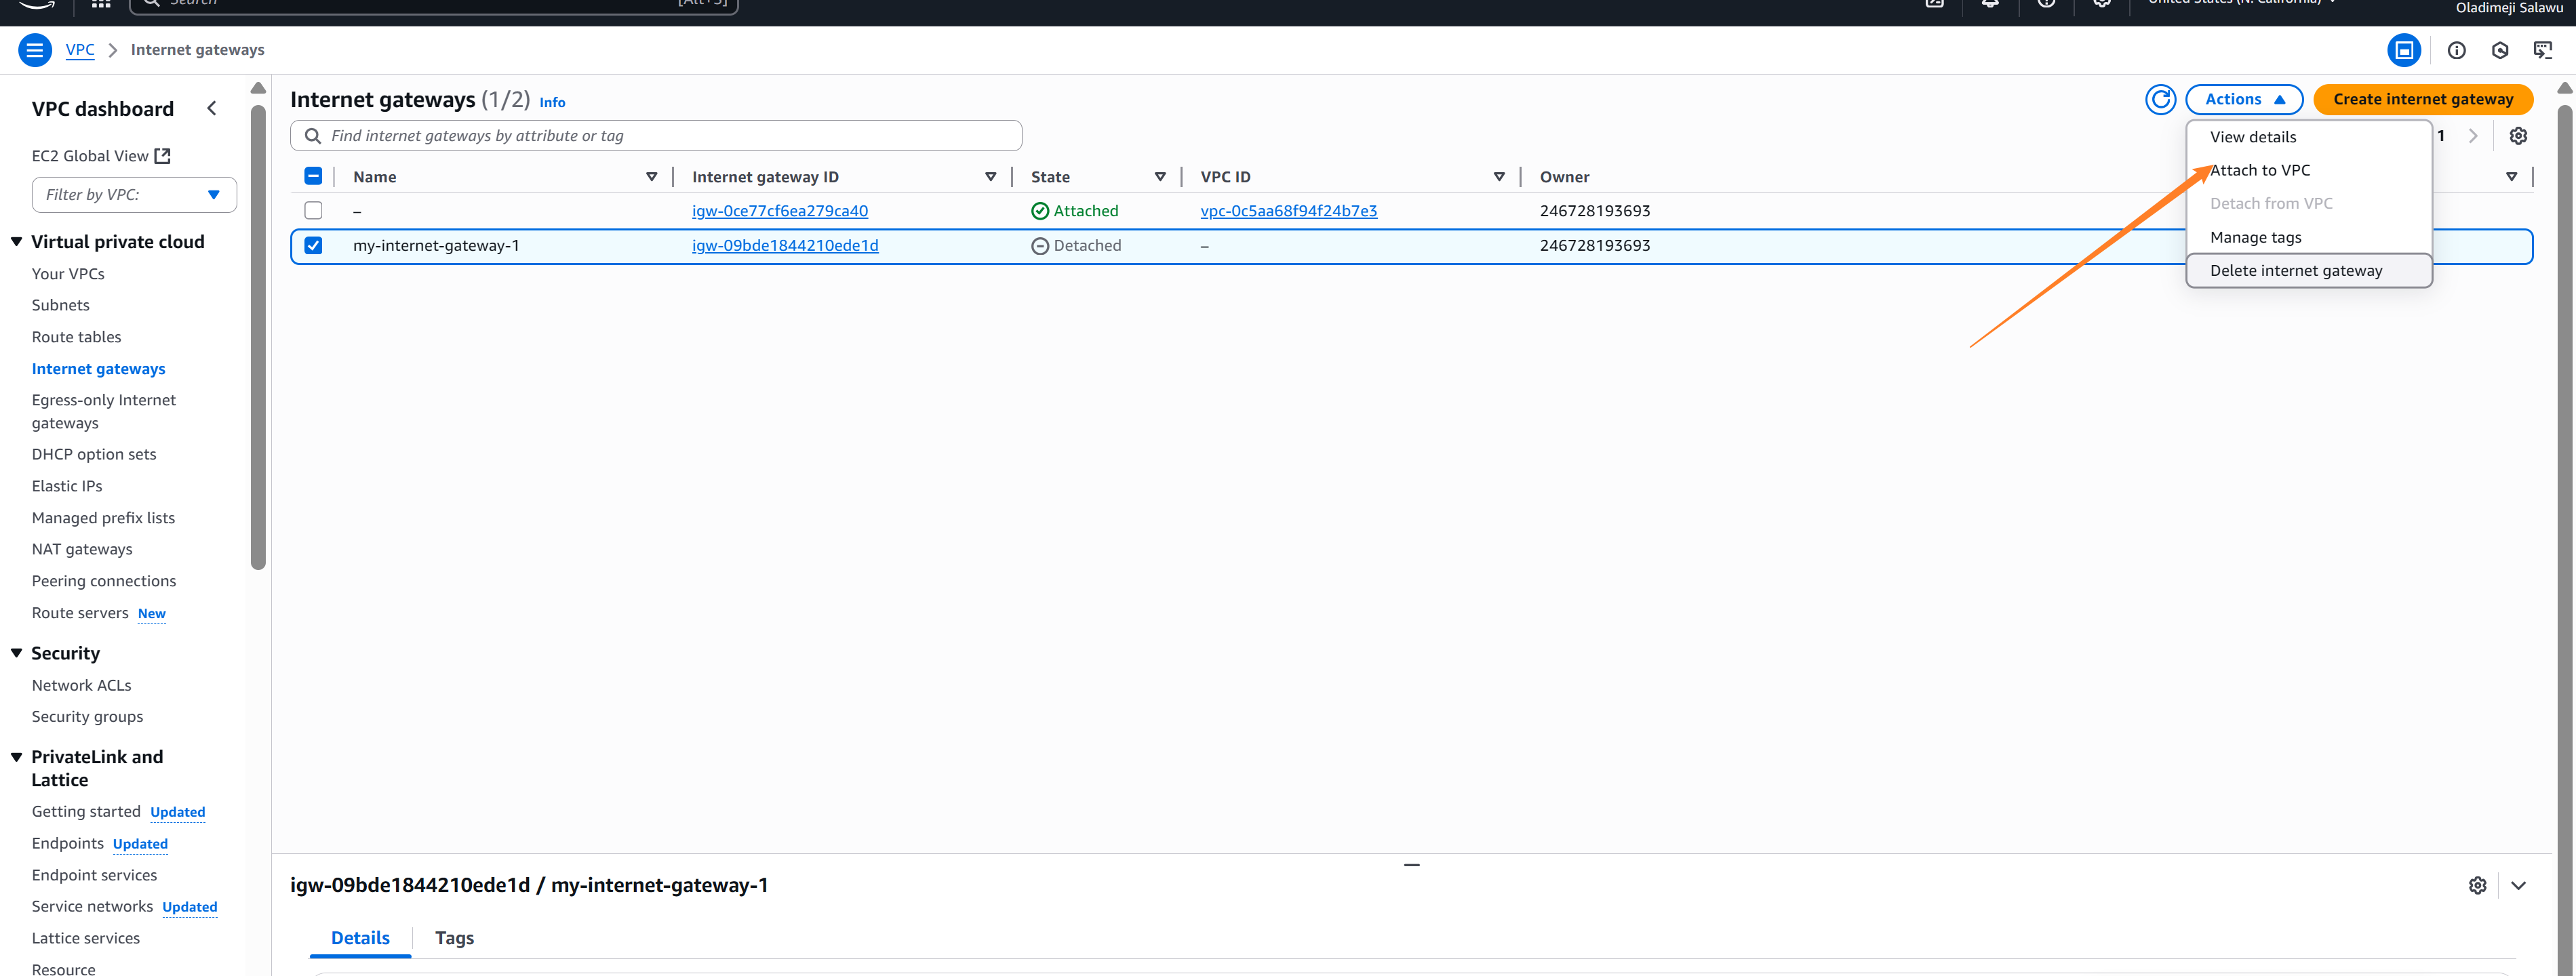 Search [Alt+S] United States (N. California) Oladimeji Salawu
VPC Internet gateways
VPC dashboard
EC2 Global View
Filter by VPC:
Virtual private cloud
Your VPCs
Subnets
Route tables
Internet gateways
Egress-only Internet
gateways
DHCP option sets
Elastic IPs
Managed prefix lists
NAT gateways
Peering connections
Route servers New
Security
Network ACLs
Security groups
PrivateLink and
Lattice
Getting started Updated
Endpoints Updated
Endpoint services
Service networks Updated
Lattice services
Resource
Internet gateways (1/2) Info
Actions
Create internet gateway
Find internet gateways by attribute or tag
1
View details
Attach to VPC
Detach from VPC
Manage tags
Delete internet gateway
Name Internet gateway ID State VPC ID Owner
– igw-0ce77cf6ea279ca40 Attached vpc-0c5aa68f94f24b7e3 246728193693
my-internet-gateway-1 igw-09bde1844210ede1d Detached – 246728193693
igw-09bde1844210ede1d / my-internet-gateway-1
Details Tags